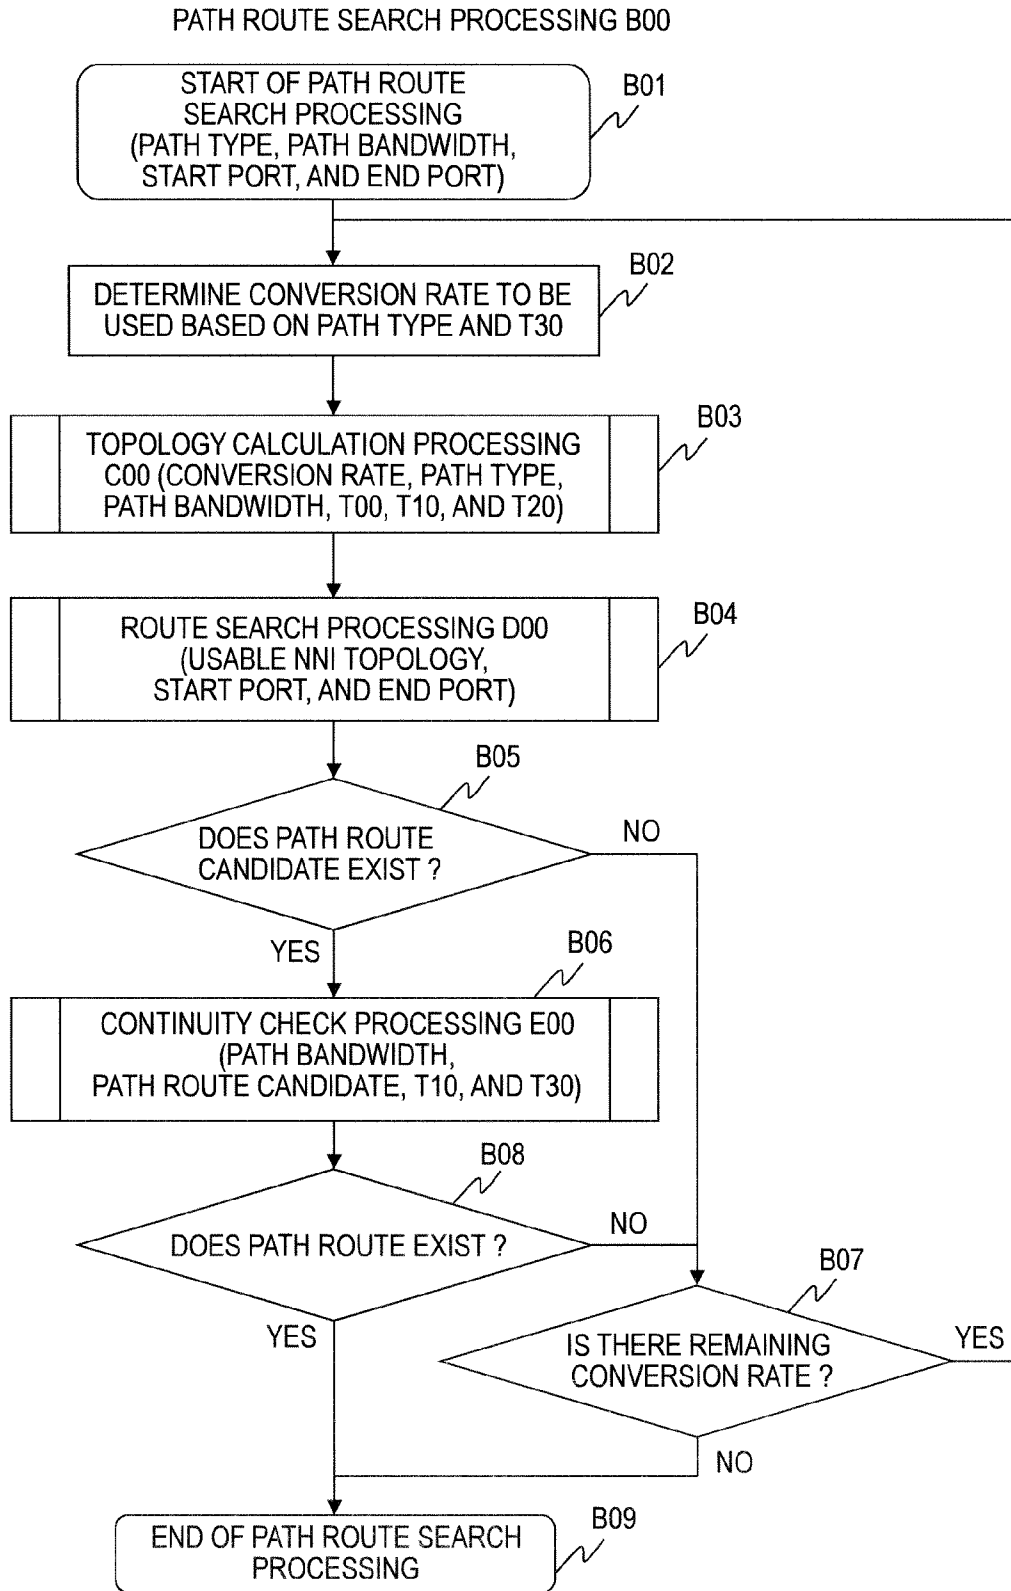 PATH ROUTE SEARCH PROCESSING B00
START OF PATH ROUTE
SEARCH PROCESSING
(PATH TYPE, PATH BANDWIDTH,
START PORT, AND END PORT)
B01
B02
DETERMINE CONVERSION RATE TO BE
USED BASED ON PATH TYPE AND T30
B03
TOPOLOGY CALCULATION PROCESSING
C00 (CONVERSION RATE, PATH TYPE,
PATH BANDWIDTH, T00, T10, AND T20)
B04
ROUTE SEARCH PROCESSING D00
(USABLE NNI TOPOLOGY,
START PORT, AND END PORT)
B05
DOES PATH ROUTE
CANDIDATE EXIST ?
NO
YES
B06
CONTINUITY CHECK PROCESSING E00
(PATH BANDWIDTH,
PATH ROUTE CANDIDATE, T10, AND T30)
B08
DOES PATH ROUTE EXIST ?
NO
YES
B07
IS THERE REMAINING
CONVERSION RATE ?
YES
NO
B09
END OF PATH ROUTE SEARCH
PROCESSING